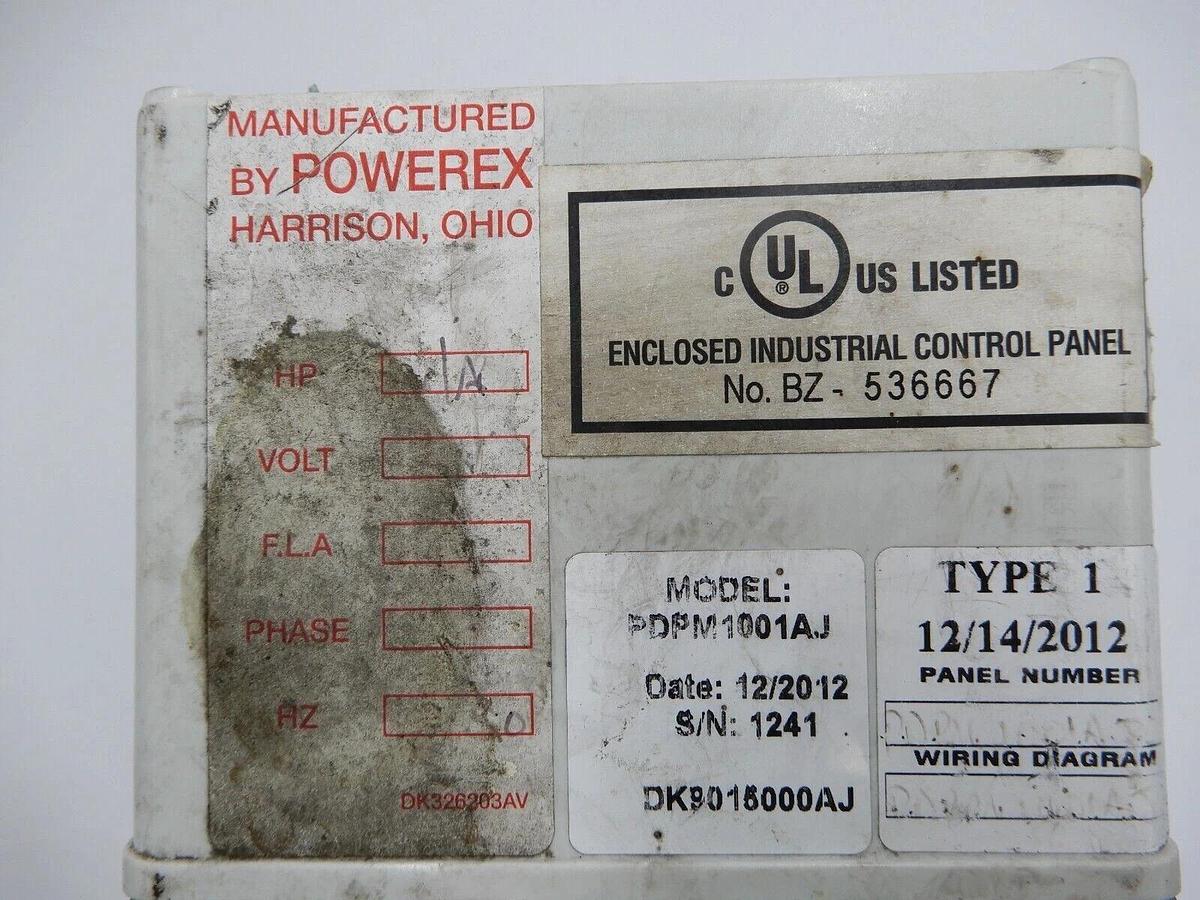 MANUFACTURED
BY POWEREX
HARRISON, OHIO
HP
VOLT
F.L.A
PHASE
HZ
DK326203AV
C UL ® US LISTED
ENCLOSED INDUSTRIAL CONTROL PANEL
No. BZ - 536667
MODEL:
PDPM1001AJ
Date: 12/2012
S/N: 1241
DK9015000AJ
TYPE 1
12/14/2012
PANEL NUMBER
WIRING DIAGRAM